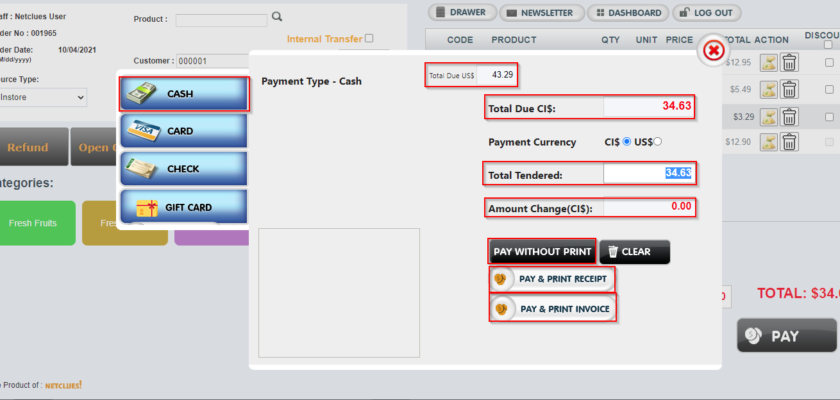 aff : Netclues User
der No : 001965
der Date: 10/04/2021
Midd/yyyy)
urce Type:
Instore
Product :
Internal Transfer
Customer : 000001
DRAWER
NEWSLETTER
DASHBOARD
LOG OUT
CODE PRODUCT QTY UNIT PRICE TOTAL ACTION DISCOU
$12.95
$5.49
$3.29
$12.90
Refund
Open
ategories:
Fresh Fruits
Fre
CASH
CARD
CHECK
GIFT CARD
VISA
Payment Type - Cash
Total Due US$ 43.29
Total Due CI$: 34.63
Payment Currency CI$ US$
Total Tendered: 34.63
Amount Change(CI$): 0.00
PAY WITHOUT PRINT
CLEAR
PAY & PRINT RECEIPT
PAY & PRINT INVOICE
TOTAL: $34.
PAY
Product of : NETCLUES!